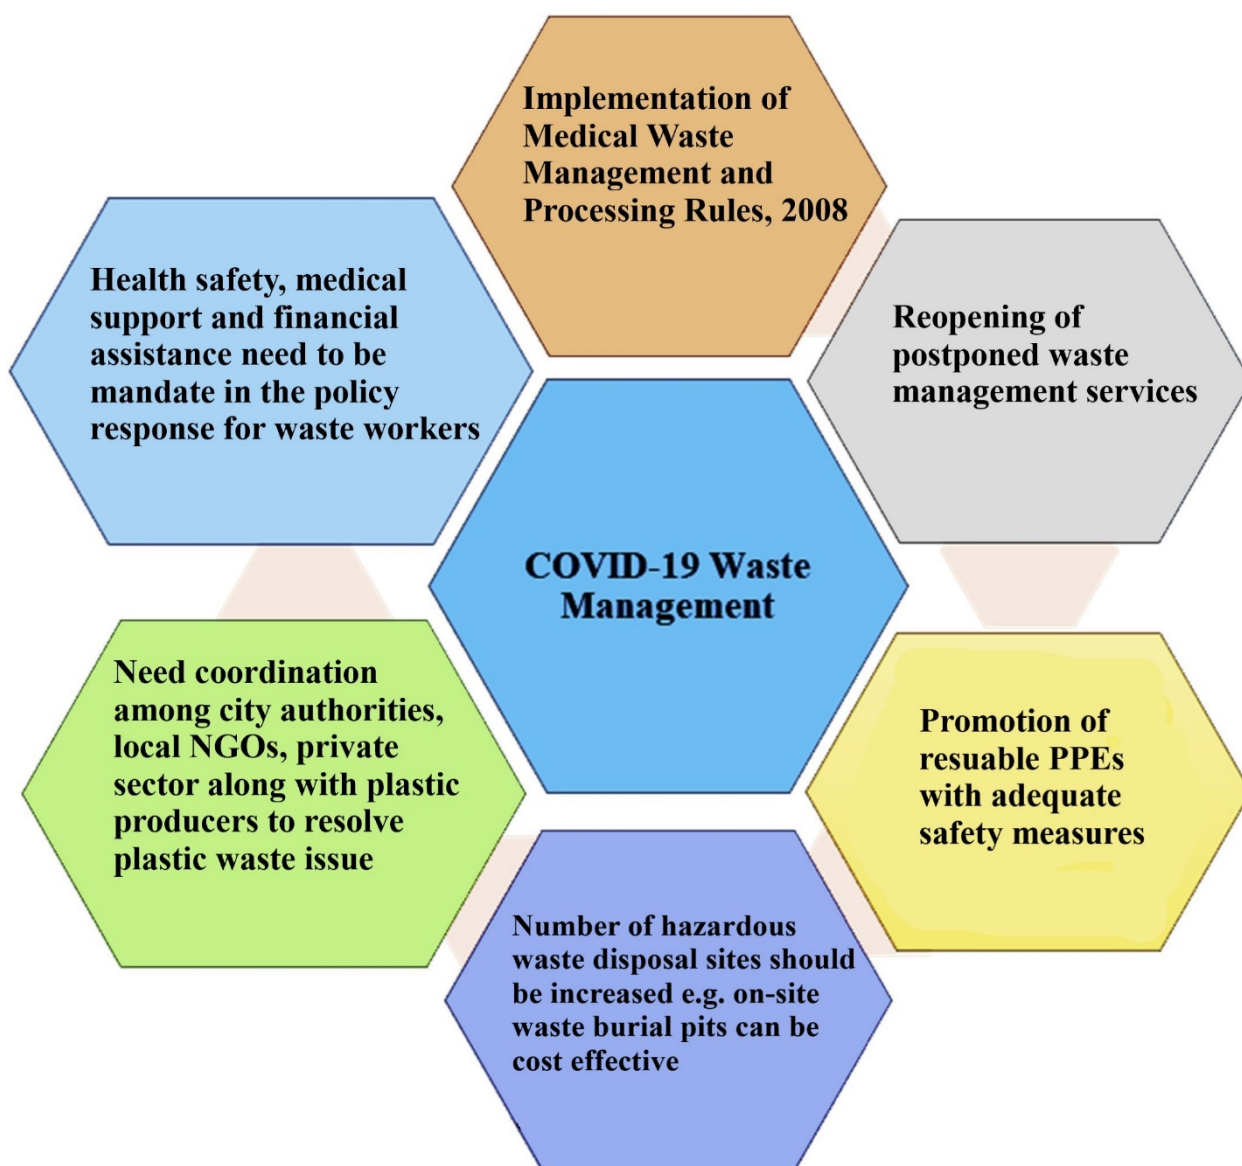 Implementation of
Medical Waste
Management and
Processing Rules, 2008
Health safety, medical
support and financial
assistance need to be
mandate in the policy
response for waste workers
Reopening of
postponed waste
management services
COVID-19 Waste
Management
Need coordination
among city authorities,
local NGOs, private
sector along with plastic
producers to resolve
plastic waste issue
Promotion of
resuable PPEs
with adequate
safety measures
Number of hazardous
waste disposal sites should
be increased e.g. on-site
waste burial pits can be
cost effective